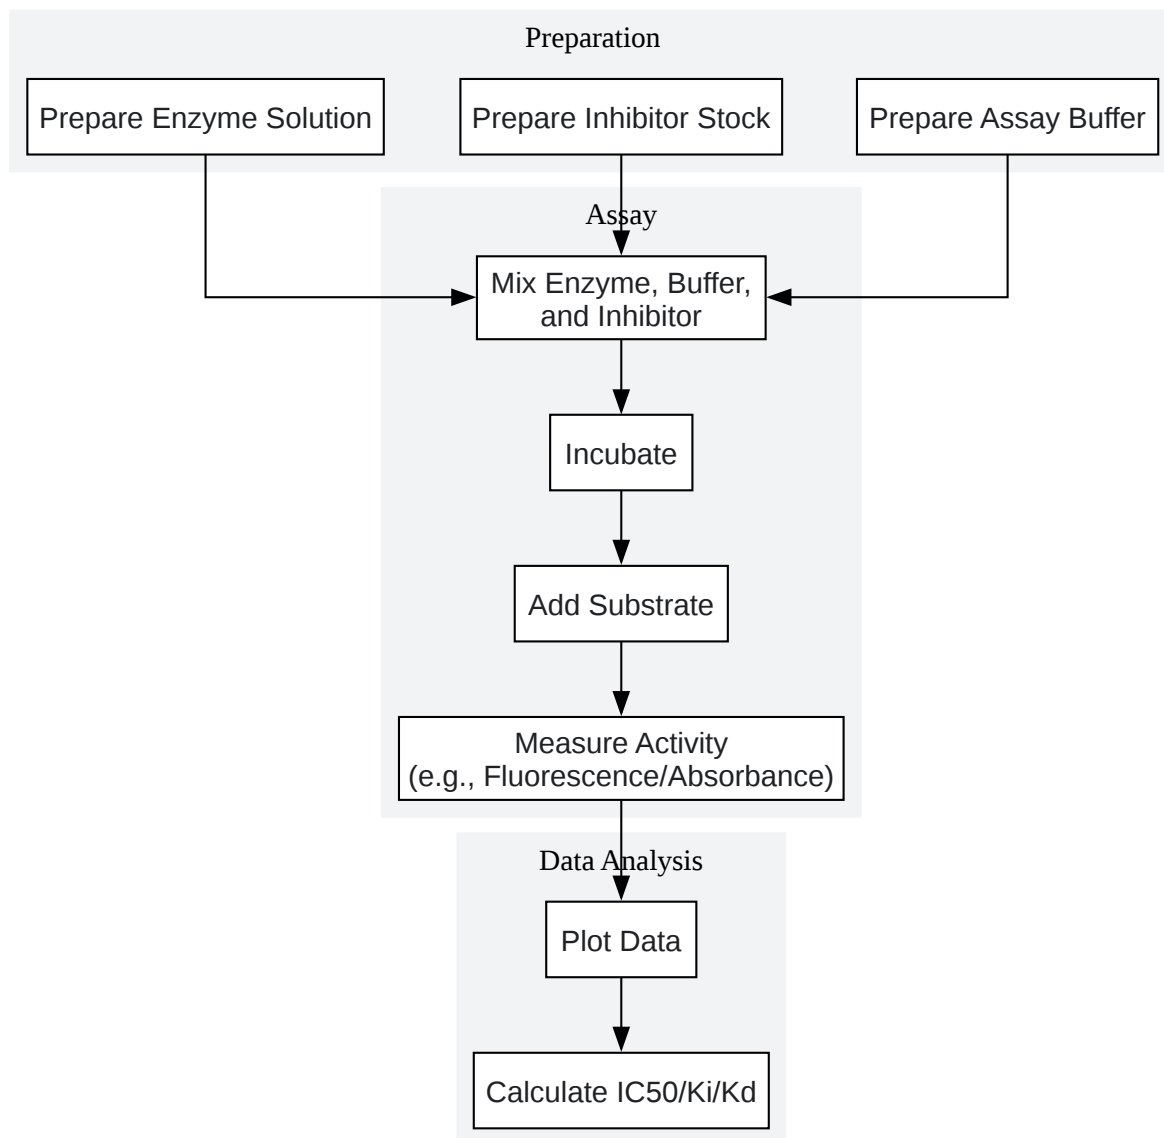 Preparation
Prepare Enzyme Solution
Prepare Inhibitor Stock
Prepare Assay Buffer
Assay
Mix Enzyme, Buffer,
and Inhibitor
Incubate
Add Substrate
Measure Activity
(e.g., Fluorescence/Absorbance)
Data Analysis
Plot Data
Calculate IC50/Ki/Kd